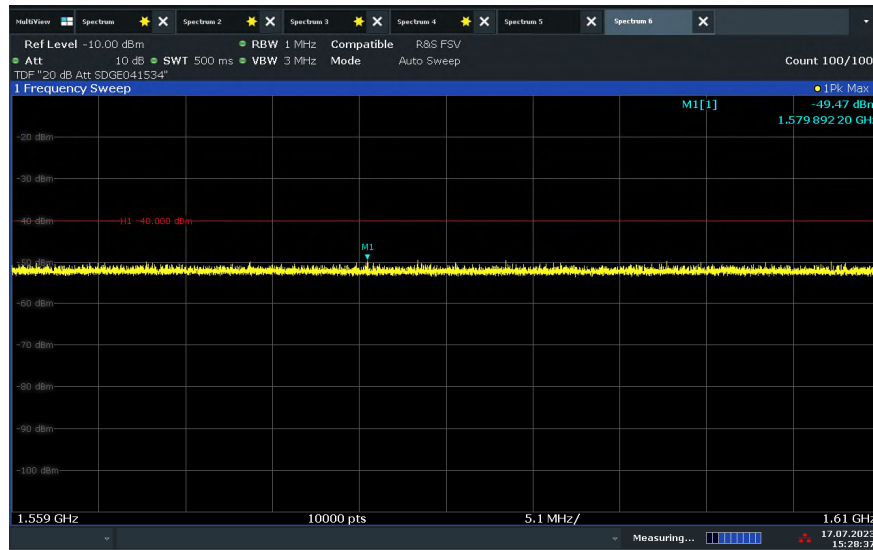 MultiView Spectrum Spectrum 2 Spectrum 3 Spectrum 4 Spectrum 5 Spectrum 6
Ref Level -10.00 dBm RBW 1 MHz Compatible R&S FSV
Att 10 dB SWT 500 ms VBW 3 MHz Mode Auto Sweep Count 100/100
TDF "20 dB Att SDGE041534"
1 Frequency Sweep 1Pk Max
M1[1] -49.47 dBm
1.579 892 20 GHz
-20 dBm
-30 dBm
-40 dBm H1 -40.000 dBm
M1
-50 dBm
-60 dBm
-70 dBm
-80 dBm
-90 dBm
-100 dBm
1.559 GHz 10000 pts 5.1 MHz/ 1.61 GHz
Measuring... 17.07.2023
15:28:37